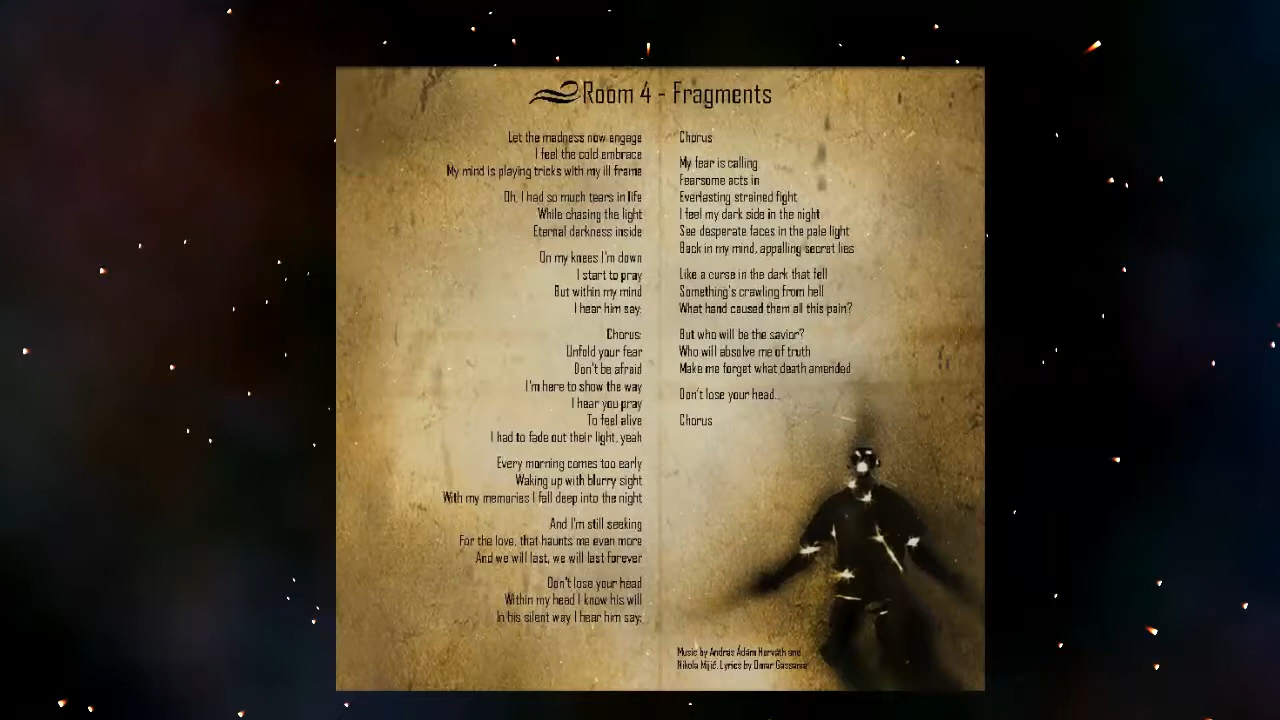 Room 4 - Fragments
Let the madness now engage
I feel the cold embrace
My mind is playing tricks with my ill frame
Oh, I had so much tears in life
While chasing the light
Eternal darkness inside
On my knees I'm down
I start to pray
But within my mind
I hear him say:
Chorus:
Unfold your fear
Don't be afraid
I'm here to show the way
I hear you pray
To feel alive
I had to fade out their light, yeah
Every morning comes too early
Waking up with blurry sight
With my memories I fell deep into the night
And I'm still seeking
For the love, that haunts me even more
And we will last, we will last forever
Don't lose your head
Within my head I know his will
In his silent way I hear him say:
Chorus
My fear is calling
Fearsome acts in
Everlasting strained fight
I feel my dark side in the night
See desperate faces in the pale light
Back in my mind, appalling secret lies
Like a curse in the dark that fell
Something's crawling from hell
What hand caused them all this pain?
But who will be the savior?
Who will absolve me of truth
Make me forget what death amended
Don't lose your head...
Chorus
Music by András Ádám Horváth and
Nikola Mijić. Lyrics by Omar Gassama